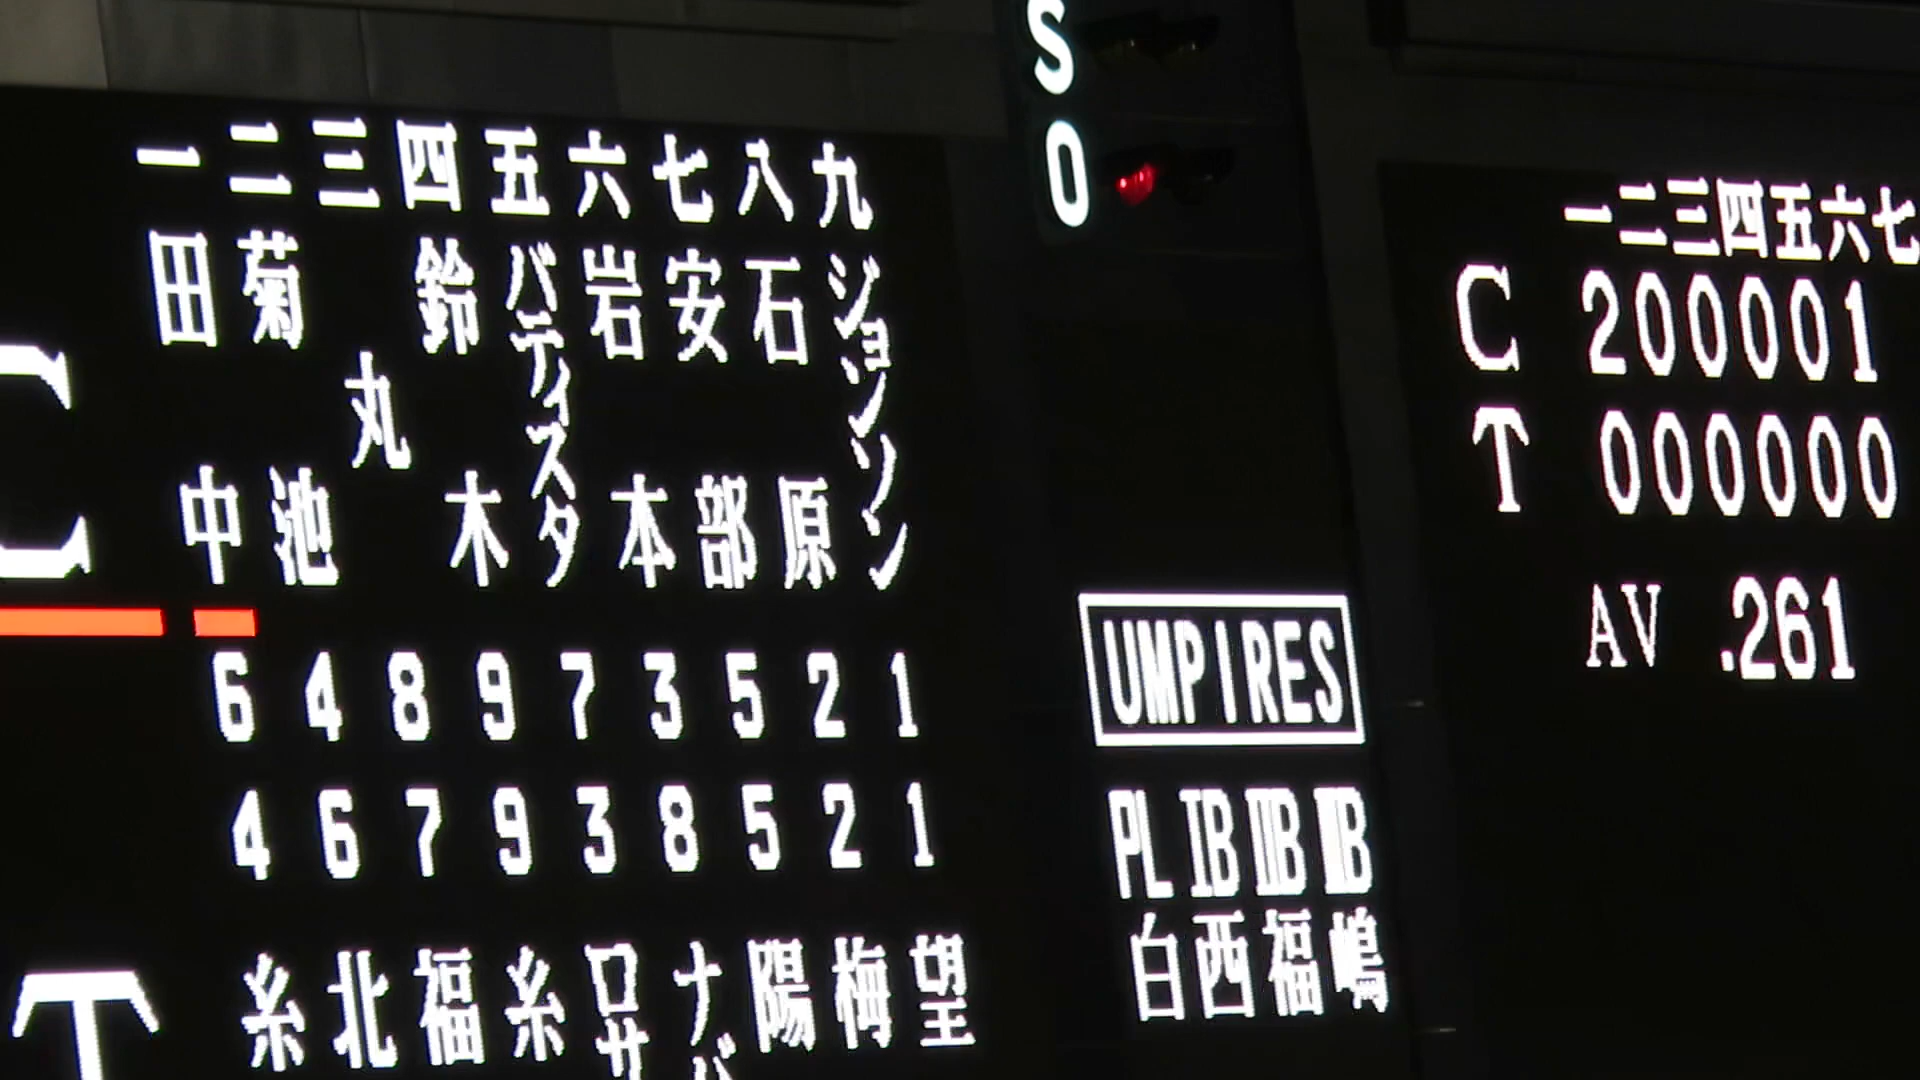 S
O
一 二 三 四 五 六 七 八 九
C
田中 菊池 丸 鈴木 バティスタ 岩本 安部 石原 ジョンソン
6 4 8 9 7 3 5 2 1
4 6 7 9 3 8 5 2 1
T
糸 北 福 糸 ロサ ナバ 陽 梅 望
UMPIRES
PL IB IIB IIIB
白 西 福 嶋
一二三四五六七
C 200001
T 000000
AV .261